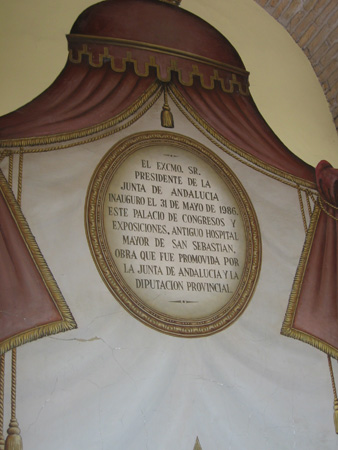 EL EXCMO. SR.
PRESIDENTE DE LA
JUNTA DE ANDALUCIA
INAUGURO EL 31 DE MAYO DE 1986,
ESTE PALACIO DE CONGRESOS Y
EXPOSICIONES, ANTIGUO HOSPITAL
MAYOR DE SAN SEBASTIAN,
OBRA QUE FUE PROMOVIDA POR
LA JUNTA DE ANDALUCIA Y LA
DIPUTACION PROVINCIAL.